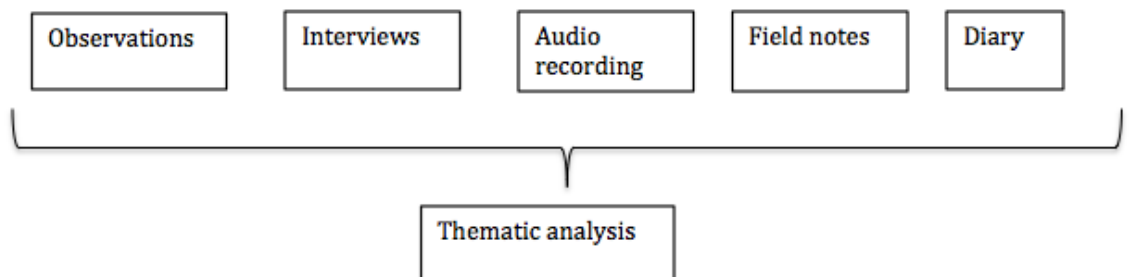 Observations
Interviews
Audio
recording
Field notes
Diary
Thematic analysis